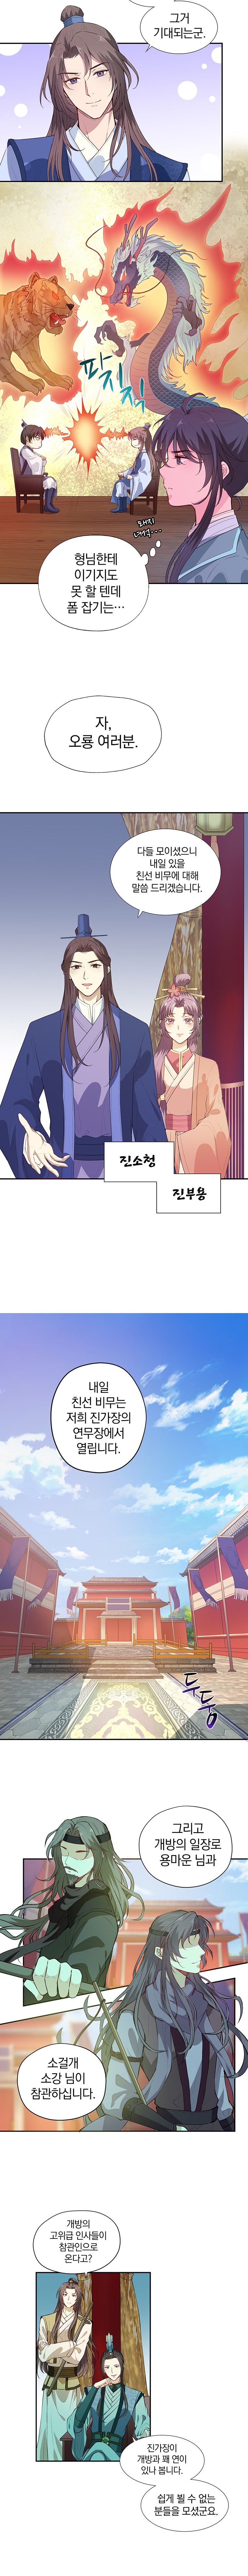 그거
기대되는군.
파지직
돼지
녀석...
형님한테
이기지도
못 할 텐데
폼 잡기는…
자,
오룡 여러분.
다들 모이셨으니
내일 있을
친선 비무에 대해
말씀 드리겠습니다.
진소청
진부용
내일
친선 비무는
저희 진가장의
연무장에서
열립니다.
두둥
그리고
개방의 일장로
용마운 님과
소걸개
소강 님이
참관하십니다.
개방의
고위급 인사들이
참관인으로
온다고?
진가장이
개방과 꽤 연이
있나 봅니다.
쉽게 뵐 수 없는
분들을 모셨군요.